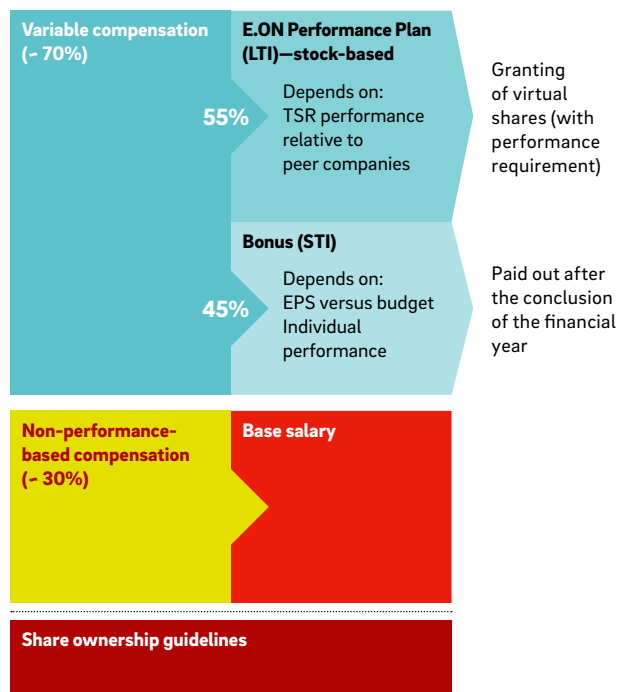 Variable compensation
(~ 70%)
55%
E.ON Performance Plan
(LTI)—stock-based
Depends on:
TSR performance
relative to
peer companies
Granting
of virtual
shares (with
performance
requirement)
45%
Bonus (STI)
Depends on:
EPS versus budget
Individual
performance
Paid out after
the conclusion
of the financial
year
Non-performance-
based compensation
(~ 30%)
Base salary
Share ownership guidelines